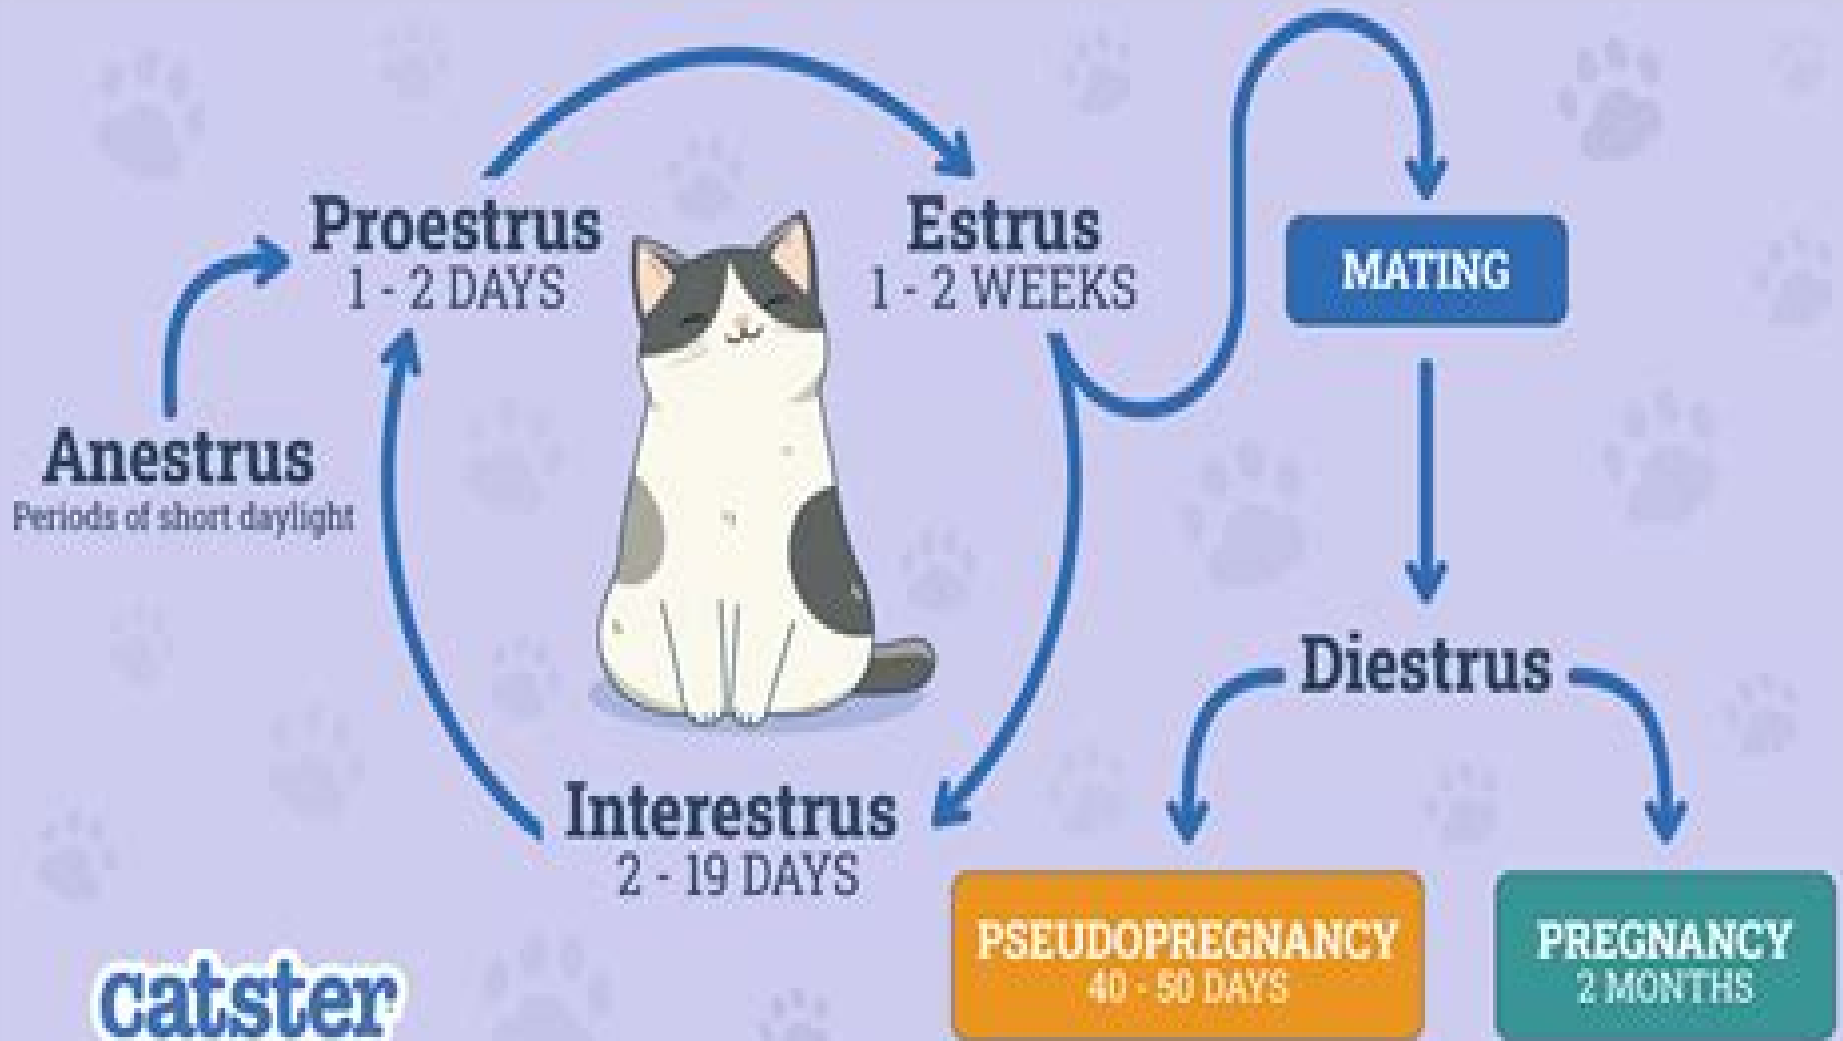 Proestrus
1 - 2 DAYS
Estrus
1 - 2 WEEKS
MATING
Anestrus
Periods of short daylight
Diestrus
Interestrus
2 - 19 DAYS
PSEUDOPREGNANCY
40 - 50 DAYS
PREGNANCY
2 MONTHS
catster